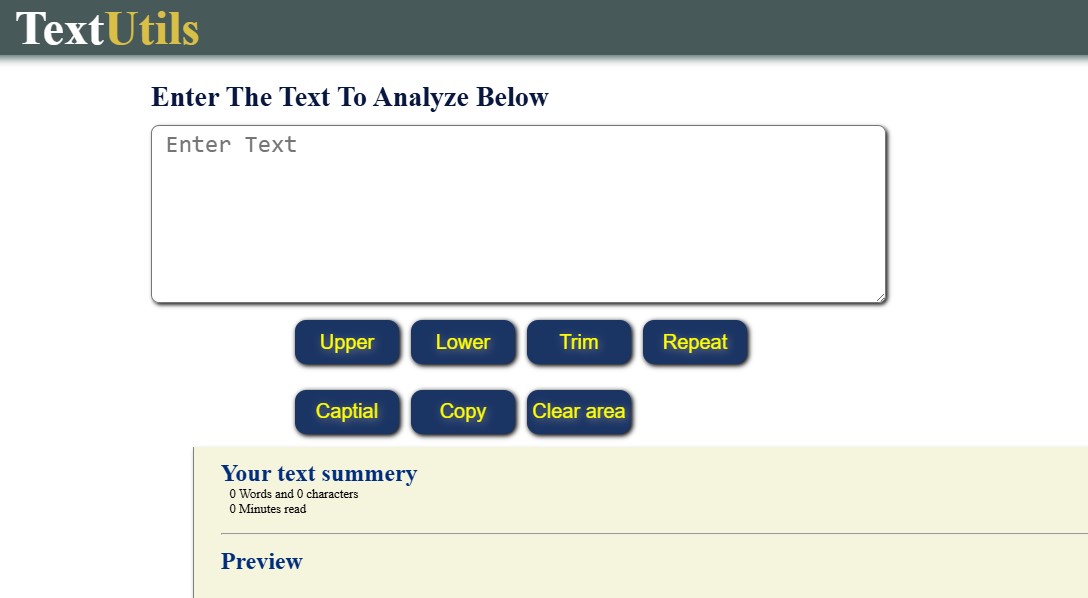 TextUtils
Enter The Text To Analyze Below
Enter Text
Upper Lower Trim Repeat
Captial Copy Clear area
Your text summery
0 Words and 0 characters
0 Minutes read
Preview